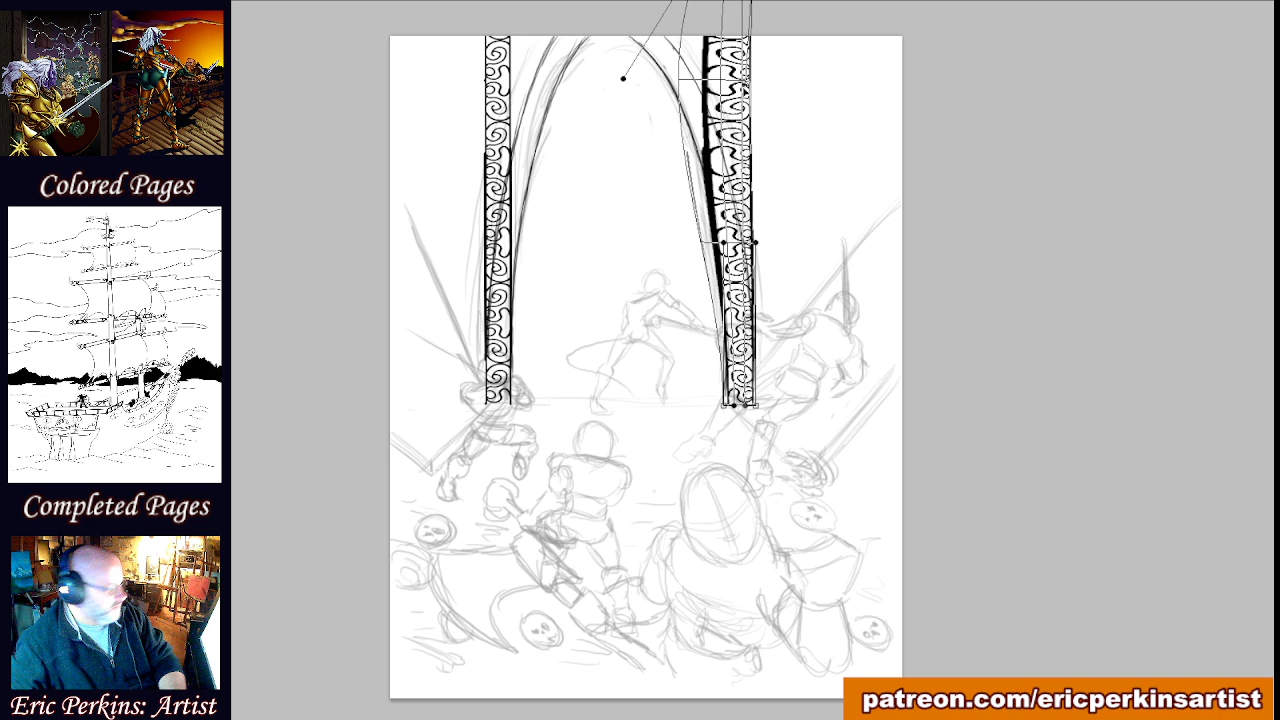 Colored Pages
Completed Pages
Eric Perkins: Artist
patreon.com/ericperkinsartist